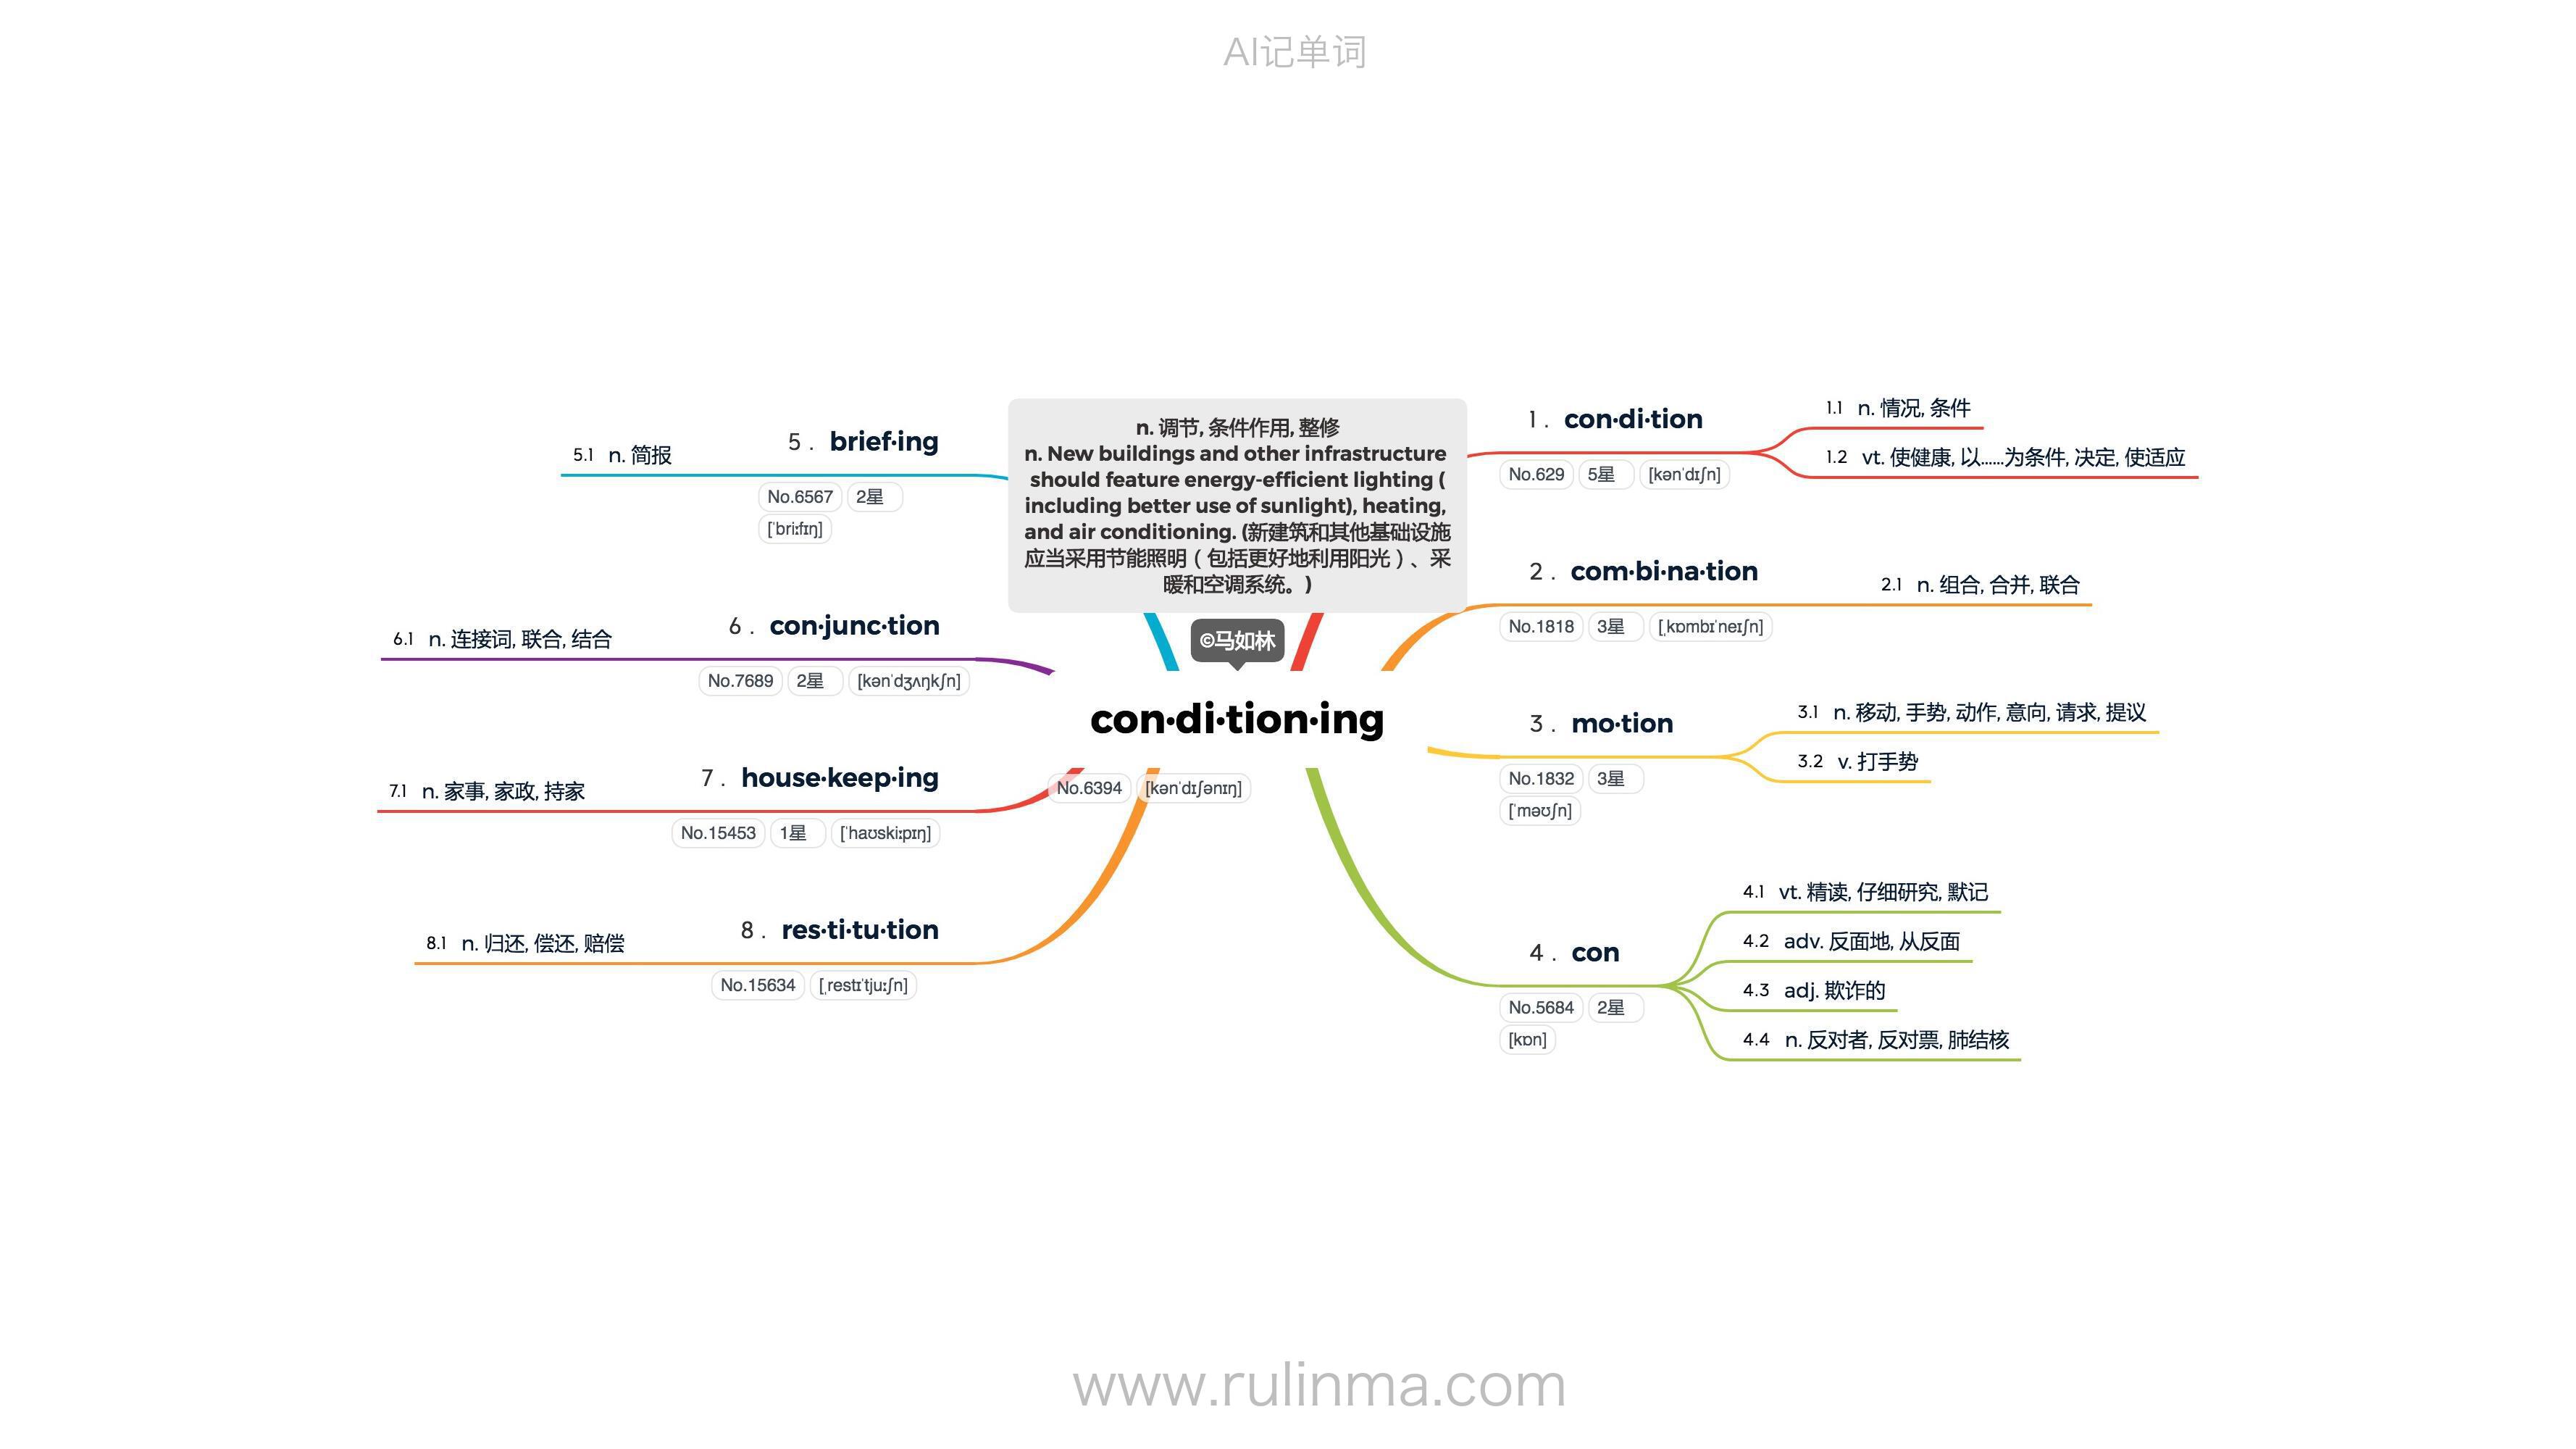 AI记单词
n. 调节, 条件作用, 整修
n. New buildings and other infrastructure
should feature energy-efficient lighting (
including better use of sunlight), heating,
and air conditioning. (新建筑和其他基础设施
应当采用节能照明（包括更好地利用阳光）、采
暖和空调系统。)
©马如林
con·di·tion·ing
No.6394 [kənˈdɪʃənɪŋ]
1 . con·di·tion
No.629 5星 [kənˈdɪʃn]
1.1 n. 情况, 条件
1.2 vt. 使健康, 以……为条件, 决定, 使适应
2 . com·bi·na·tion
No.1818 3星 [ˌkɒmbɪˈneɪʃn]
2.1 n. 组合, 合并, 联合
3 . mo·tion
No.1832 3星
[ˈməʊʃn]
3.1 n. 移动, 手势, 动作, 意向, 请求, 提议
3.2 v. 打手势
4 . con
No.5684 2星
[kɒn]
4.1 vt. 精读, 仔细研究, 默记
4.2 adv. 反面地, 从反面
4.3 adj. 欺诈的
4.4 n. 反对者, 反对票, 肺结核
5 . brief·ing
No.6567 2星
[ˈbriːfɪŋ]
5.1 n. 简报
6 . con·junc·tion
No.7689 2星 [kənˈdʒʌŋkʃn]
6.1 n. 连接词, 联合, 结合
7 . house·keep·ing
No.15453 1星 [ˈhaʊskiːpɪŋ]
7.1 n. 家事, 家政, 持家
8 . res·ti·tu·tion
No.15634 [ˌrestɪˈtjuːʃn]
8.1 n. 归还, 偿还, 赔偿
www.rulinma.com